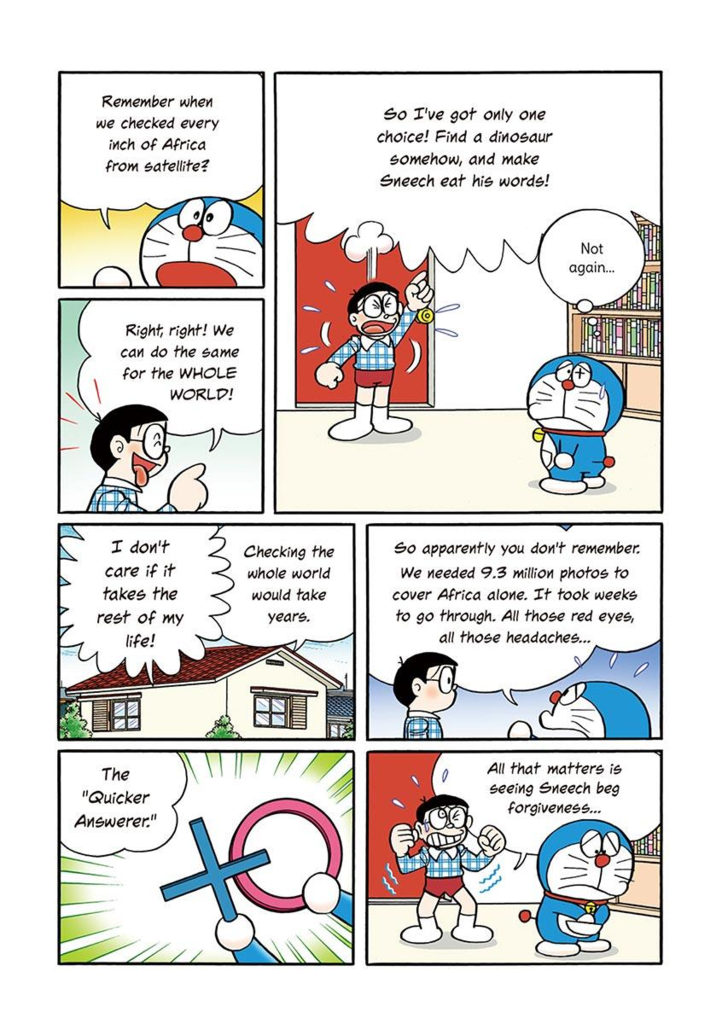 Not
again...
So I've got only one
choice! Find a dinosaur
somehow, and make
Sneech eat his words!
Remember when
we checked every
inch of Africa
from satellite?
Right, right! We
can do the same
for the WHOLE
WORLD!
So apparently you don't remember.
We needed 9.3 million photos to
cover Africa alone. It took weeks
to go through. All those red eyes,
all those headaches...
Checking the
whole world
would take
years.
I don't
care if it
takes the
rest of my
life!
All that matters is
seeing Sneech beg
forgiveness...
The
"Quicker
Answerer."